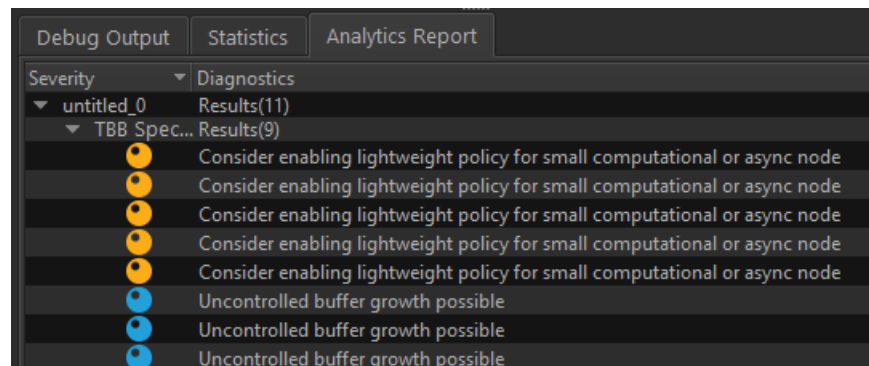 Debug Output Statistics Analytics Report
Severity Diagnostics
untitled_0 Results(11)
TBB Spec... Results(9)
Consider enabling lightweight policy for small computational or async node
Consider enabling lightweight policy for small computational or async node
Consider enabling lightweight policy for small computational or async node
Consider enabling lightweight policy for small computational or async node
Consider enabling lightweight policy for small computational or async node
Uncontrolled buffer growth possible
Uncontrolled buffer growth possible
Uncontrolled buffer growth possible